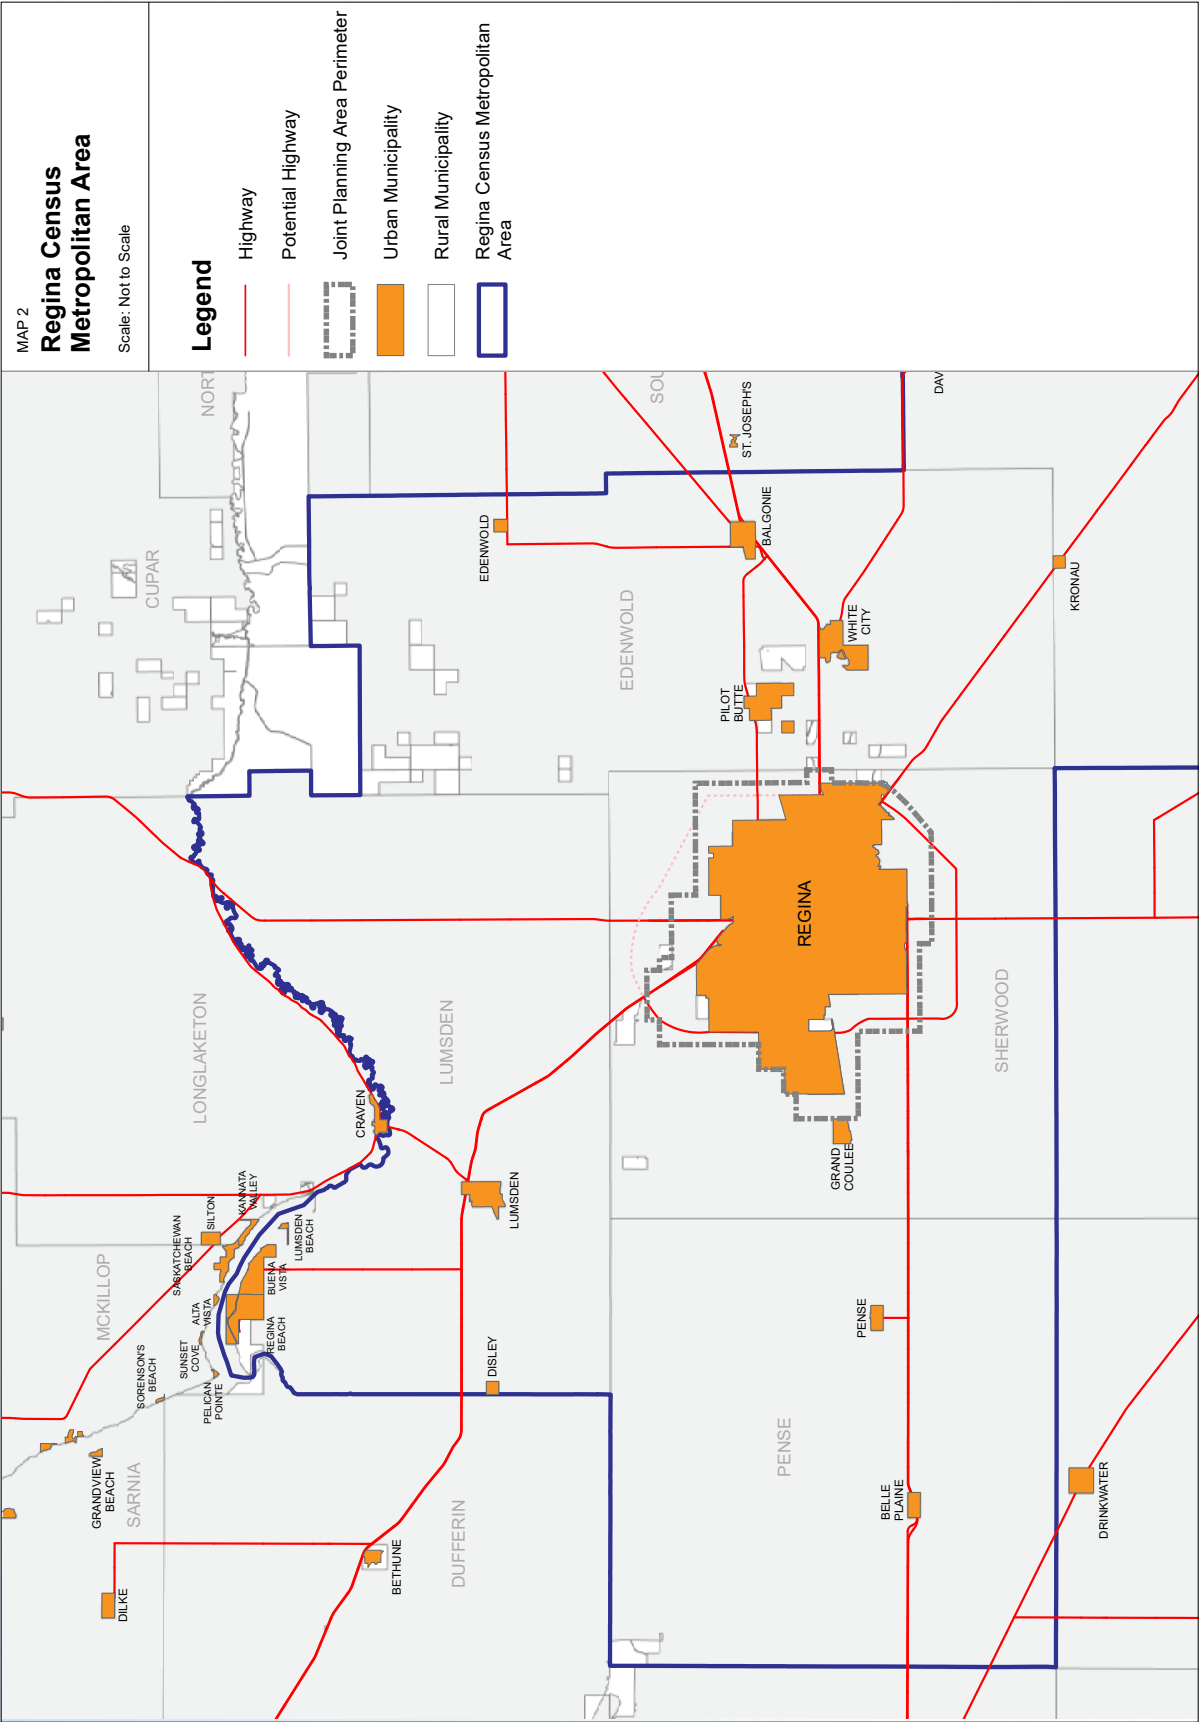 MAP 2
Regina Census
Metropolitan Area
Scale: Not to Scale
Legend
Highway
Potential Highway
Joint Planning Area Perimeter
Urban Municipality
Rural Municipality
Regina Census Metropolitan
Area
DILKE
GRANDVIEW
BEACH
SARNIA
SORENSON'S
BEACH
MCKILLOP
SUNSET
COVE
PELICAN
POINTE
ALTA
VISTA
SASKATCHEWAN
BEACH
SILTON
KANNATA
VALLEY
LUMSDEN
BEACH
BUENA
VISTA
REGINA
BEACH
LONGLAKETON
CUPAR
NORT
BETHUNE
DUFFERIN
DISLEY
CRAVEN
LUMSDEN
LUMSDEN
EDENWOLD
EDENWOLD
SOU
ST. JOSEPH'S
BALGONIE
PILOT
BUTTE
WHITE
CITY
DAV
REGINA
GRAND
COULEE
PENSE
PENSE
BELLE
PLAINE
SHERWOOD
KRONAU
DRINKWATER